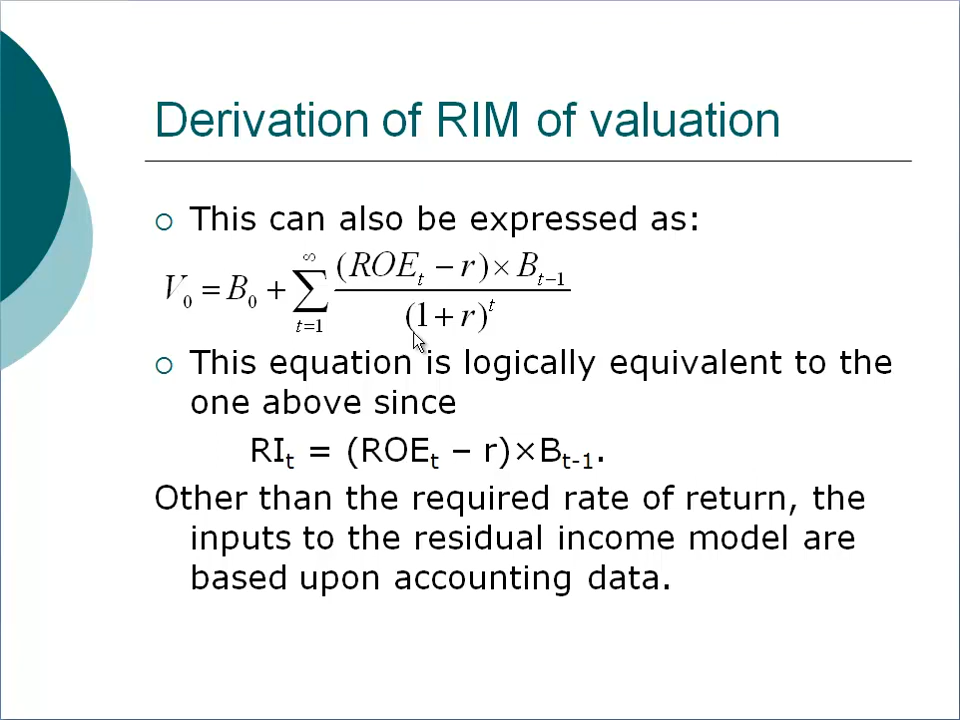 Derivation of RIM of valuation
This can also be expressed as:
V₀ = B₀ + ∑_{t=1}^{∞} (ROEₜ − r) × Bₜ₋₁ / (1 + r)ᵗ
This equation is logically equivalent to the
one above since
RIₜ = (ROEₜ – r)×Bₜ₋₁.
Other than the required rate of return, the
inputs to the residual income model are
based upon accounting data.